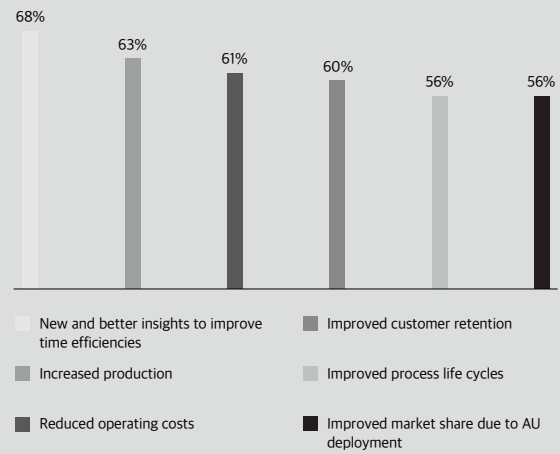 68%
63%
61%
60%
56%
56%
New and better insights to improve
time efficiencies
Increased production
Reduced operating costs
Improved customer retention
Improved process life cycles
Improved market share due to AU
deployment